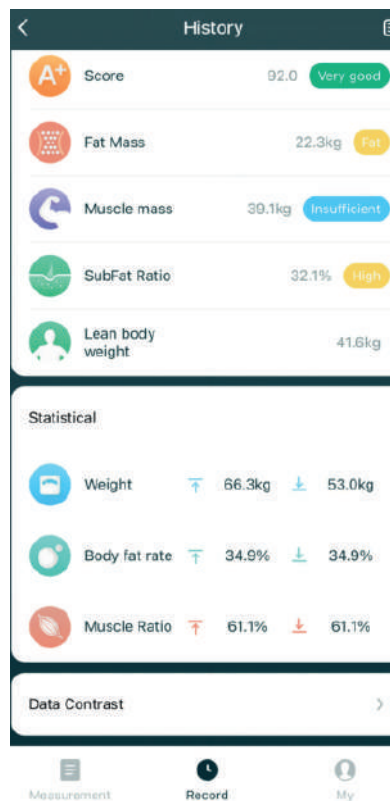 History
Score 92.0 Very good
Fat Mass 22.3kg Fat
Muscle mass 39.1kg Insufficient
SubFat Ratio 32.1% High
Lean body
weight 41.6kg
Statistical
Weight 66.3kg 53.0kg
Body fat rate 34.9% 34.9%
Muscle Ratio 61.1% 61.1%
Data Contrast
Measurement Record My